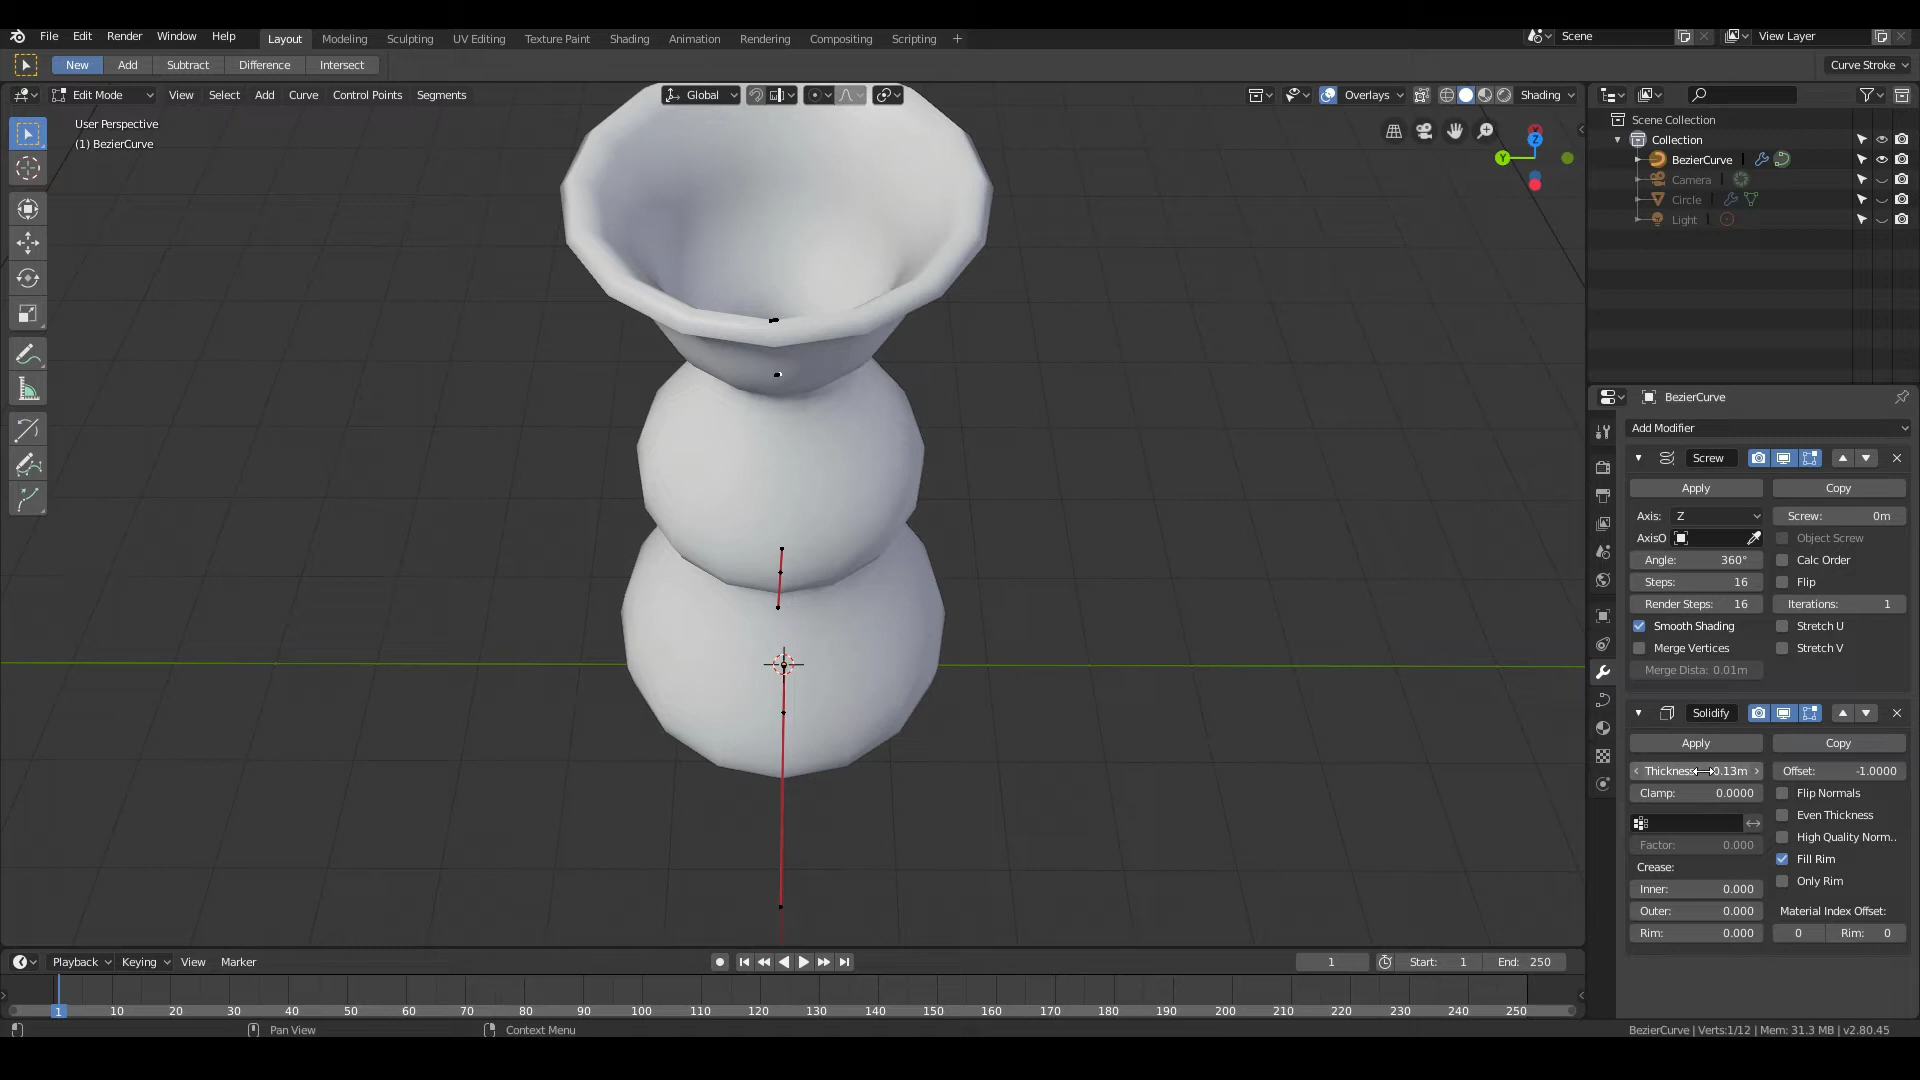 File Edit Render Window Help Layout Modeling Sculpting UV Editing Texture Paint Shading Animation Rendering Compositing Scripting + Scene View Layer
New Add Subtract Difference Intersect Curve Stroke
Edit Mode View Select Add Curve Control Points Segments Global Overlays Shading
User Perspective
(1) BezierCurve
X
Z
Y
Scene Collection
Collection
BezierCurve
Camera
Circle
Light
BezierCurve
Add Modifier
Screw
Apply Copy
Axis: Z Screw: 0m
AxisO Object Screw
Angle: 360° Calc Order
Steps: 16 Flip
Render Steps: 16 Iterations: 1
Smooth Shading Stretch U
Merge Vertices Stretch V
Merge Dista: 0.01m
Solidify
Apply Copy
Thickness 0.13m Offset: -1.0000
Clamp: 0.0000 Flip Normals
Even Thickness
High Quality Norm..
Factor: 0.000
Fill Rim
Crease:
Only Rim
Inner: 0.000
Outer: 0.000 Material Index Offset:
Rim: 0.000 0 Rim: 0
Playback Keying View Marker 1 Start: 1 End: 250
1 10 20 30 40 50 60 70 80 90 100 110 120 130 140 150 160 170 180 190 200 210 220 230 240 250
Pan View Context Menu BezierCurve | Verts:1/12 | Mem: 31.3 MB | v2.80.45